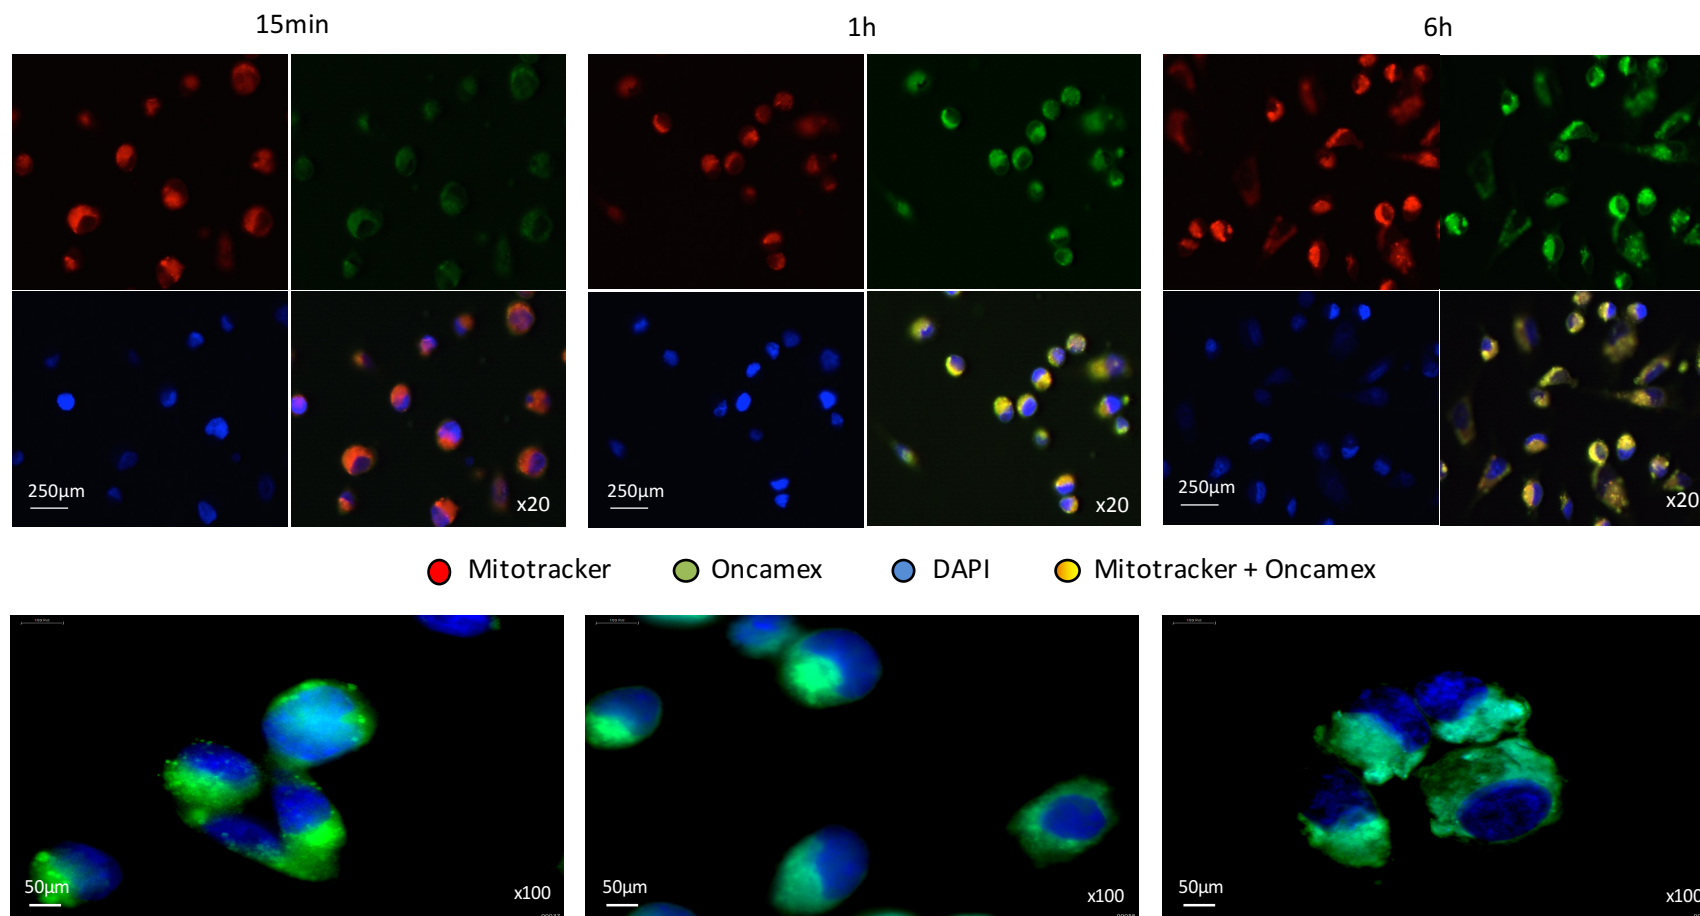 15min
1h
6h
250µm
x20
250µm
x20
250µm
x20
Mitotracker
Oncamex
DAPI
Mitotracker + Oncamex
50µm
x100
50µm
x100
50µm
x100